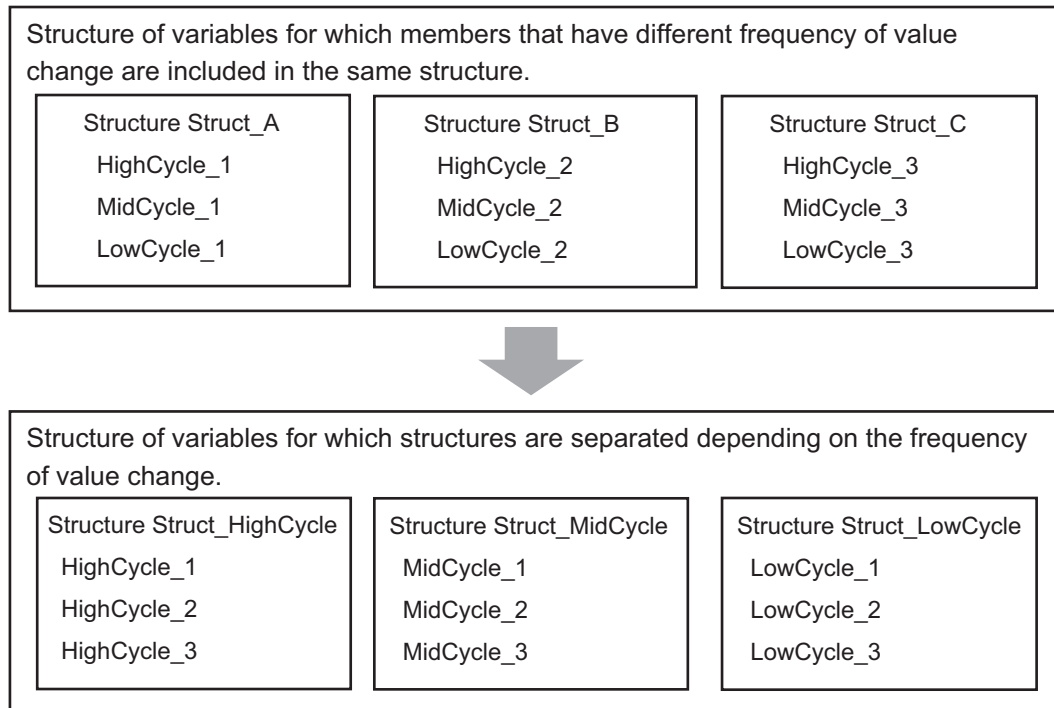 Structure of variables for which members that have different frequency of value
change are included in the same structure.
Structure Struct_A
HighCycle_1
MidCycle_1
LowCycle_1
Structure Struct_B
HighCycle_2
MidCycle_2
LowCycle_2
Structure Struct_C
HighCycle_3
MidCycle_3
LowCycle_3
Structure of variables for which structures are separated depending on the frequency
of value change.
Structure Struct_HighCycle
HighCycle_1
HighCycle_2
HighCycle_3
Structure Struct_MidCycle
MidCycle_1
MidCycle_2
MidCycle_3
Structure Struct_LowCycle
LowCycle_1
LowCycle_2
LowCycle_3